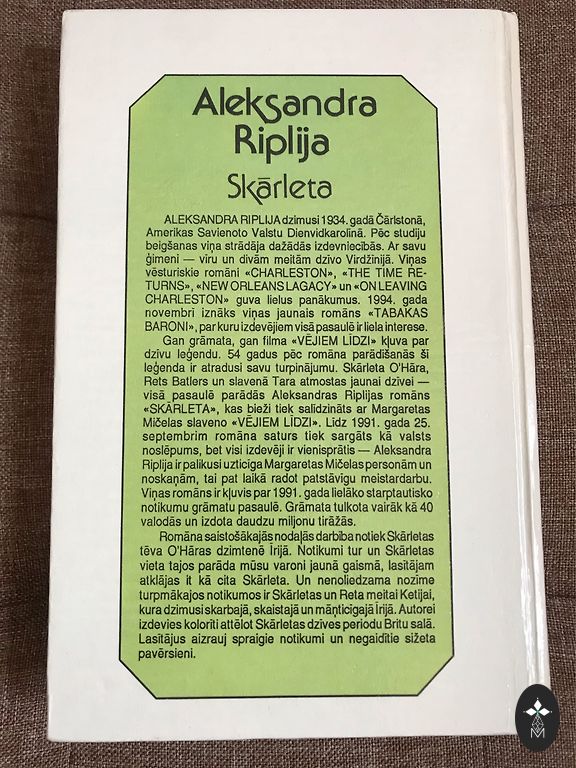 Aleksandra
Riplija
Skārleta
ALEKSANDRA RIPLIJA dzimusi 1934. gadā Čārlstonā,
Amerikas Savienoto Valstu Dienvidkarolīnā. Pēc studiju
beigšanas viņa strādāja dažādās izdevniecībās. Ar savu
ģimeni — vīru un divām meitām dzīvo Virdžīnijā. Viņas
vēsturiskie romāni «CHARLESTON», «THE TIME RE-
TURNS», «NEW ORLEANS LAGACY» un «ON LEAVING
CHARLESTON» guva lielus panākumus. 1994. gada
novembrī iznāks viņas jaunais romāns «TABAKAS
BARONI», par kuru izdevējiem visā pasaulē ir liela interese.
Gan grāmata, gan filma «VĒJIEM LĪDZI» kļuva par
dzīvu leģendu. 54 gadus pēc romāna parādīšanās šī
leģenda ir atradusi savu turpinājumu. Skārleta O'Hāra,
Rets Batlers un slavenā Tara atmostas jaunai dzīvei —
visā pasaulē parādās Aleksandras Riplijas romāns
«SKĀRLETA», kas bieži tiek salīdzināts ar Margaretas
Mičelas slaveno «VĒJIEM LĪDZI». Līdz 1991. gada 25.
septembrim romāna saturs tiek sargāts kā valsts
noslēpums, bet visi izdevēji ir vienisprātis — Aleksandra
Riplija ir palikusi uzticīga Margaretas Mičelas personām un
noskaņām, tai pat laikā radot patstāvīgu meistardarbu.
Viņas romāns ir kļuvis par 1991. gada lielāko starptautisko
notikumu grāmatu pasaulē. Grāmata tulkota vairāk kā 40
valodās un izdota daudzu miljonu tirāžās.
Romāna saistošākajās nodaļās darbība notiek Skārletas
tēva O'Hāras dzimtenē Īrijā. Notikumi tur un Skārletas
vieta tajos parāda mūsu varoni jaunā gaismā, lasītājam
atklājas it kā cita Skārleta. Un nenoliedzama nozīme
turpmākajos notikumos ir Skārletas un Reta meitai Ketijai,
kura dzimusi skarbajā, skaistajā un māņticīgajā Īrijā. Autorei
izdevies kolorīti attēlot Skārletas dzīves periodu Britu salā.
Lasītājus aizrauj spraigie notikumi un negaidītie sižeta
pavērsieni.
M